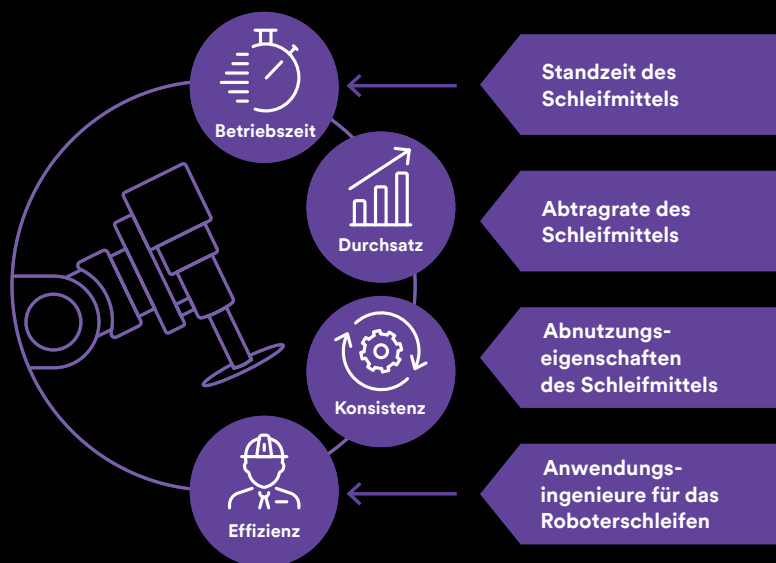 Betriebszeit
Standzeit des
Schleifmittels
Durchsatz
Abtragrate des
Schleifmittels
Konsistenz
Abnutzungs-
eigenschaften
des Schleifmittels
Effizienz
Anwendungs-
ingenieure für das
Roboterschleifen